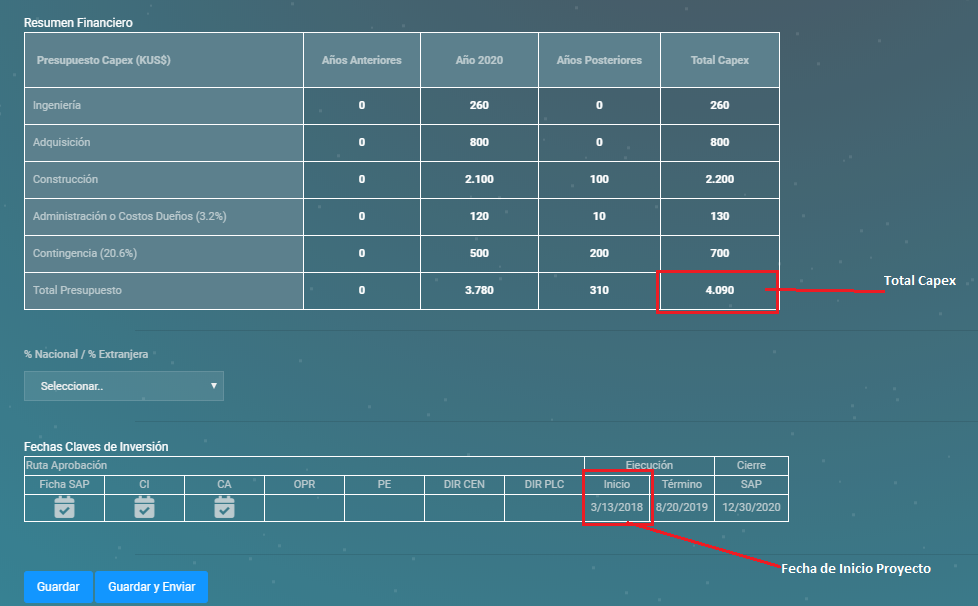 Resumen Financiero
Presupuesto Capex (KUS$) Años Anteriores Año 2020 Años Posteriores Total Capex
Ingeniería 0 260 0 260
Adquisición 0 800 0 800
Construcción 0 2.100 100 2.200
Administración o Costos Dueños (3.2%) 0 120 10 130
Contingencia (20.6%) 0 500 200 700
Total Presupuesto 0 3.780 310 4.090
Total Capex
% Nacional / % Extranjera
Seleccionar..
Fechas Claves de Inversión
Ruta Aprobación Ejecución Cierre
Ficha SAP CI CA OPR PE DIR CEN DIR PLC Inicio Término SAP
3/13/2018 8/20/2019 12/30/2020
Fecha de Inicio Proyecto
Guardar Guardar y Enviar